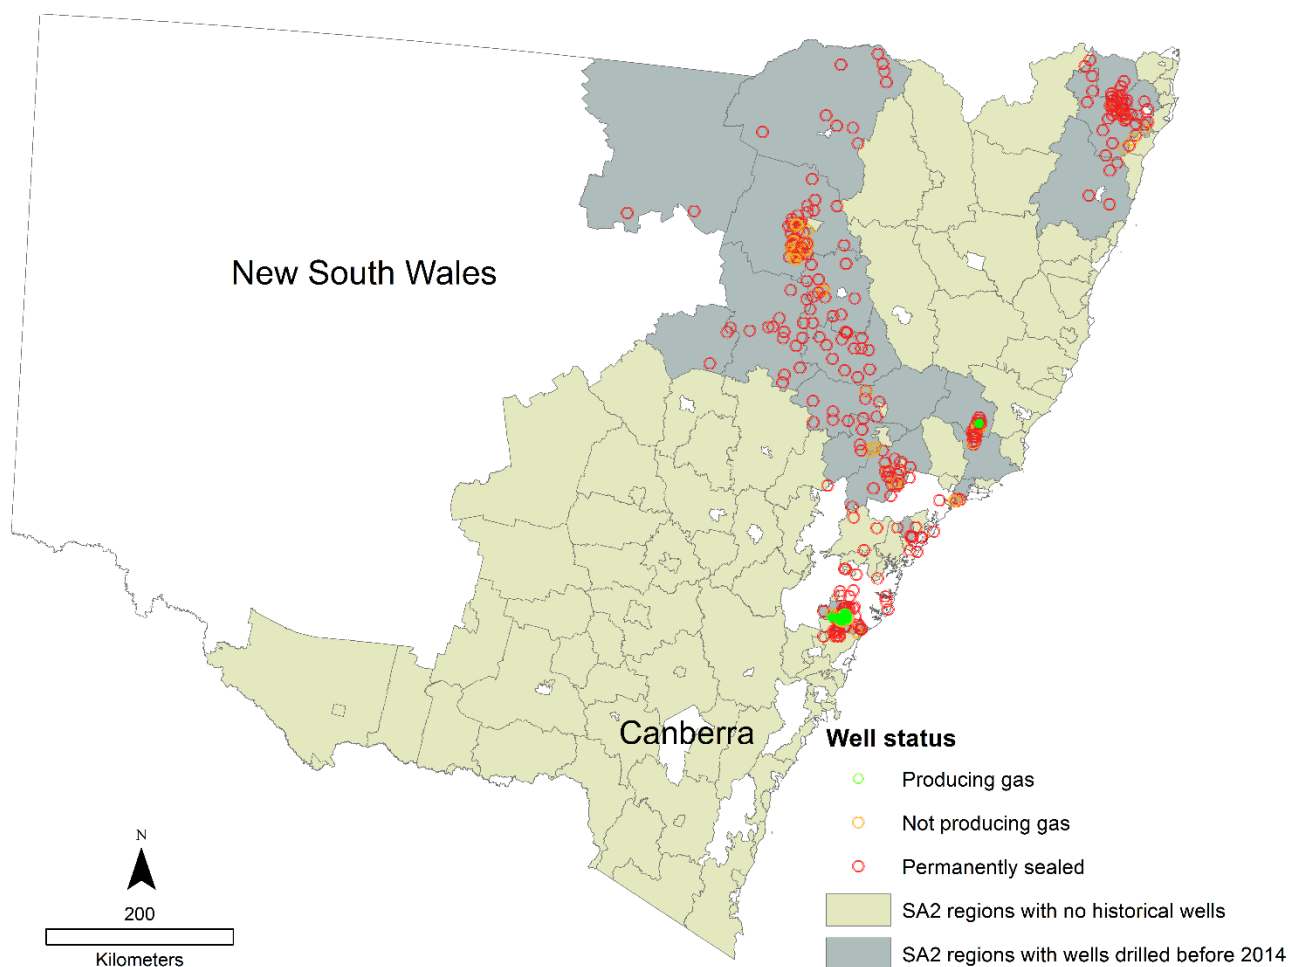 New South Wales
Canberra
Well status
Producing gas
Not producing gas
Permanently sealed
SA2 regions with no historical wells
SA2 regions with wells drilled before 2014
N
200
Kilometers